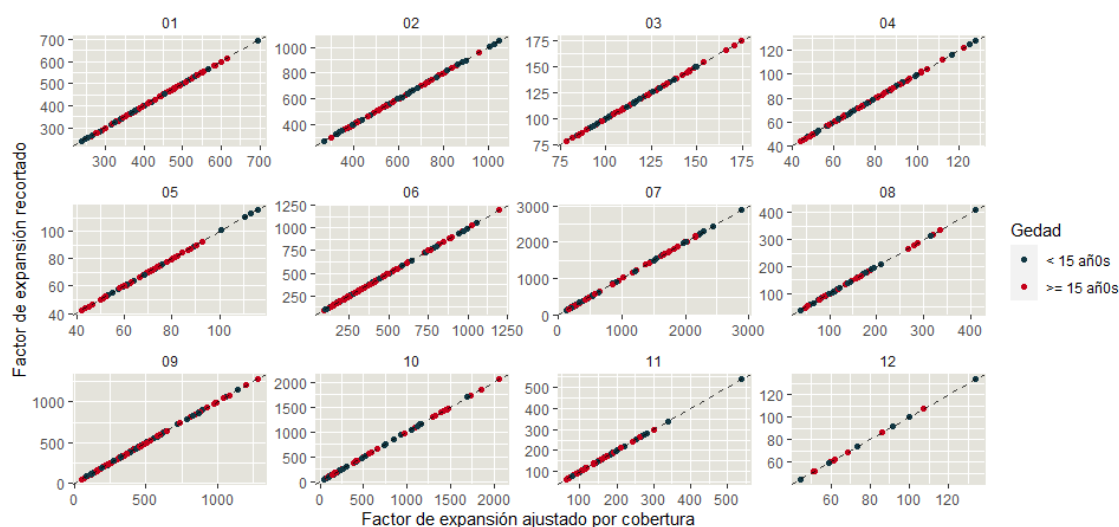 01 02 03 04
700 600 500 400 300
1000 800 600 400
175 150 125 100 75
120 100 80 60 40
300 400 500 600 700
400 600 800 1000
75 100 125 150 175
40 60 80 100 120
05 06 07 08
100 80 60 40
1250 1000 750 500 250
3000 2000 1000 0
400 300 200 100
40 60 80 100
250 500 750 1000 1250
0 1000 2000 3000
100 200 300 400
09 10 11 12
1000 500 0
2000 1500 1000 500 0
500 400 300 200 100
120 100 80 60
0 500 1000
0 500 1000 1500 2000
100 200 300 400 500
60 80 100 120
Factor de expansión recortado
Factor de expansión ajustado por cobertura
Gedad
< 15 añ0s
>= 15 añ0s